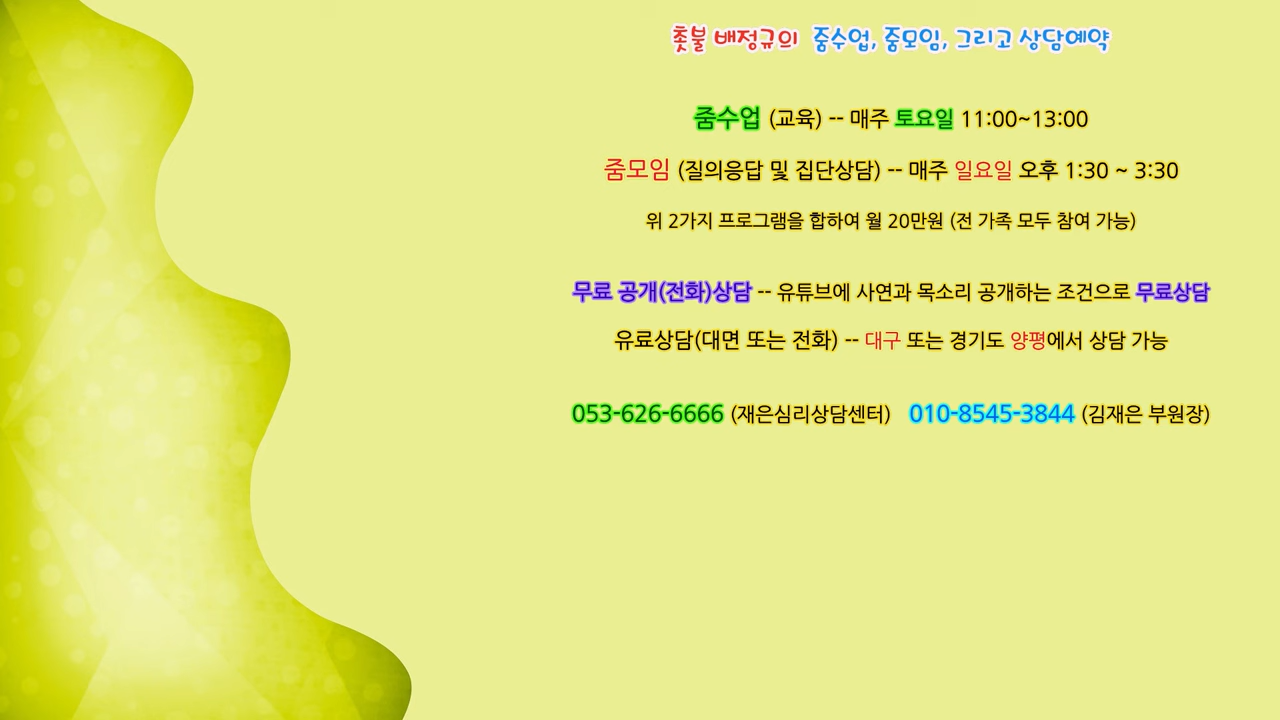 촛불 배정규의 줌수업, 줌모임, 그리고 상담예약
줌수업 (교육) -- 매주 토요일 11:00~13:00
줌모임 (질의응답 및 집단상담) -- 매주 일요일 오후 1:30 ~ 3:30
위 2가지 프로그램을 합하여 월 20만원 (전 가족 모두 참여 가능)
무료 공개(전화)상담 -- 유튜브에 사연과 목소리 공개하는 조건으로 무료상담
유료상담(대면 또는 전화) -- 대구 또는 경기도 양평에서 상담 가능
053-626-6666 (재은심리상담센터) 010-8545-3844 (김재은 부원장)